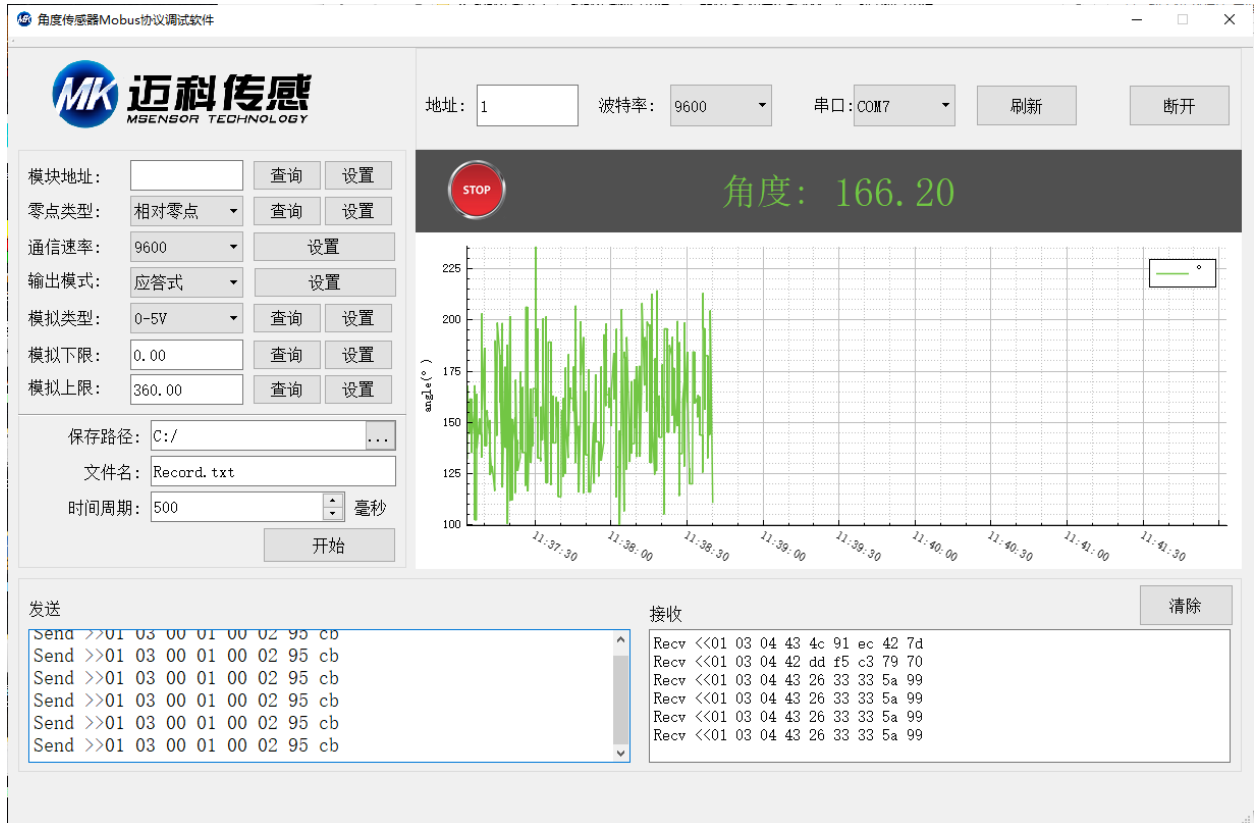 角度传感器Mobus协议调试软件
MK 迈科传感
MSENSOR TECHNOLOGY
地址: 1 波特率: 9600 串口: COM7 刷新 断开
模块地址: 查询 设置
零点类型: 相对零点 查询 设置
通信速率: 9600 设置
输出模式: 应答式 设置
模拟类型: 0-5V 查询 设置
模拟下限: 0.00 查询 设置
模拟上限: 360.00 查询 设置
保存路径: C:/ ...
文件名: Record.txt
时间周期: 500 毫秒
开始
STOP 角度: 166.20
°
angle(°)
225
200
175
150
125
100
11:37:30 11:38:00 11:38:30 11:39:00 11:39:30 11:40:00 11:40:30 11:41:00 11:41:30
发送
Send >>01 03 00 01 00 02 95 cb
Send >>01 03 00 01 00 02 95 cb
Send >>01 03 00 01 00 02 95 cb
Send >>01 03 00 01 00 02 95 cb
Send >>01 03 00 01 00 02 95 cb
Send >>01 03 00 01 00 02 95 cb
接收 清除
Recv <<01 03 04 43 4c 91 ec 42 7d
Recv <<01 03 04 42 dd f5 c3 79 70
Recv <<01 03 04 43 26 33 33 5a 99
Recv <<01 03 04 43 26 33 33 5a 99
Recv <<01 03 04 43 26 33 33 5a 99
Recv <<01 03 04 43 26 33 33 5a 99